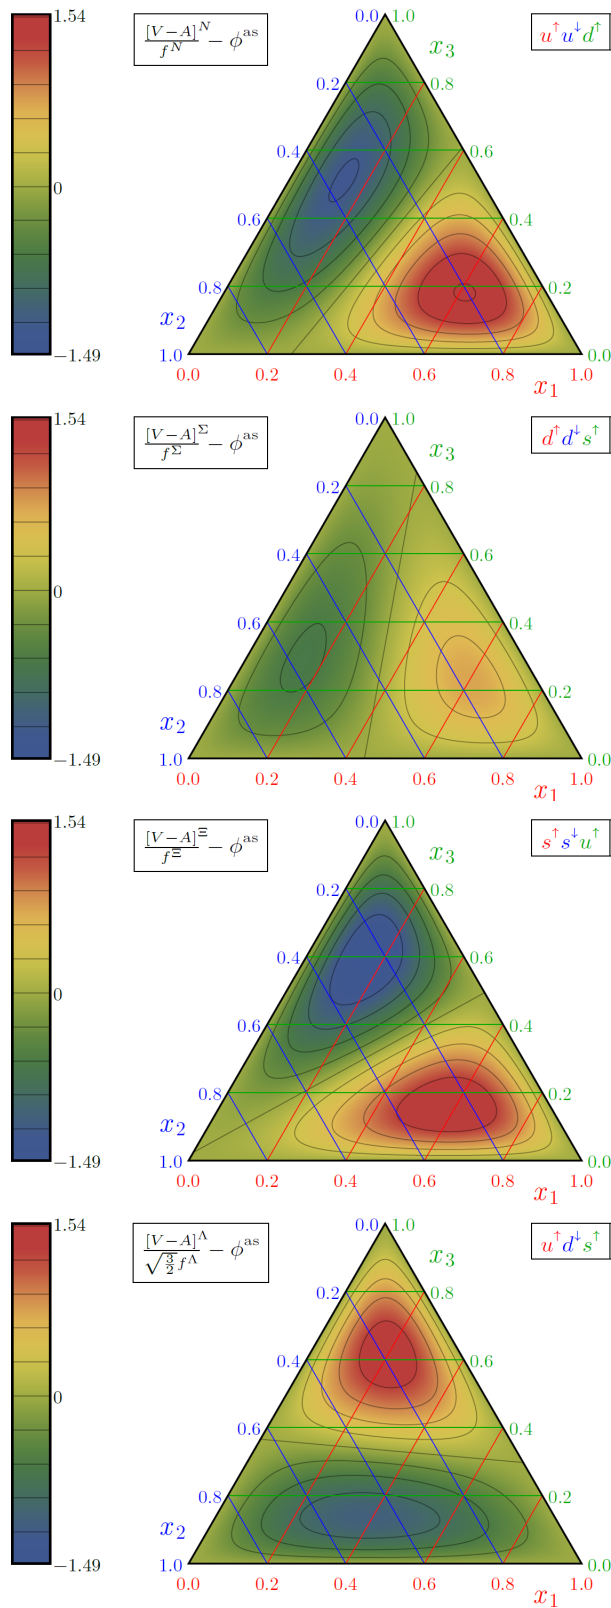 1.54
[V−A]^N / f^N − ϕ^as
0.0 1.0
u↑u↓d↑
x3
0.2 0.8
0.4 0.6
0
0.6 0.4
0.8 0.2
x2
−1.49
1.0 0.0
0.0 0.2 0.4 0.6 0.8 1.0
x1
1.54
[V−A]^Σ / f^Σ − ϕ^as
0.0 1.0
d↑d↓s↑
x3
0.2 0.8
0.4 0.6
0
0.6 0.4
0.8 0.2
x2
−1.49
1.0 0.0
0.0 0.2 0.4 0.6 0.8 1.0
x1
1.54
[V−A]^Ξ / f^Ξ − ϕ^as
0.0 1.0
s↑s↓u↑
x3
0.2 0.8
0.4 0.6
0
0.6 0.4
0.8 0.2
x2
−1.49
1.0 0.0
0.0 0.2 0.4 0.6 0.8 1.0
x1
1.54
[V−A]^Λ / √(3/2) f^Λ − ϕ^as
0.0 1.0
u↑d↓s↑
x3
0.2 0.8
0.4 0.6
0
0.6 0.4
0.8 0.2
x2
−1.49
1.0 0.0
0.0 0.2 0.4 0.6 0.8 1.0
x1